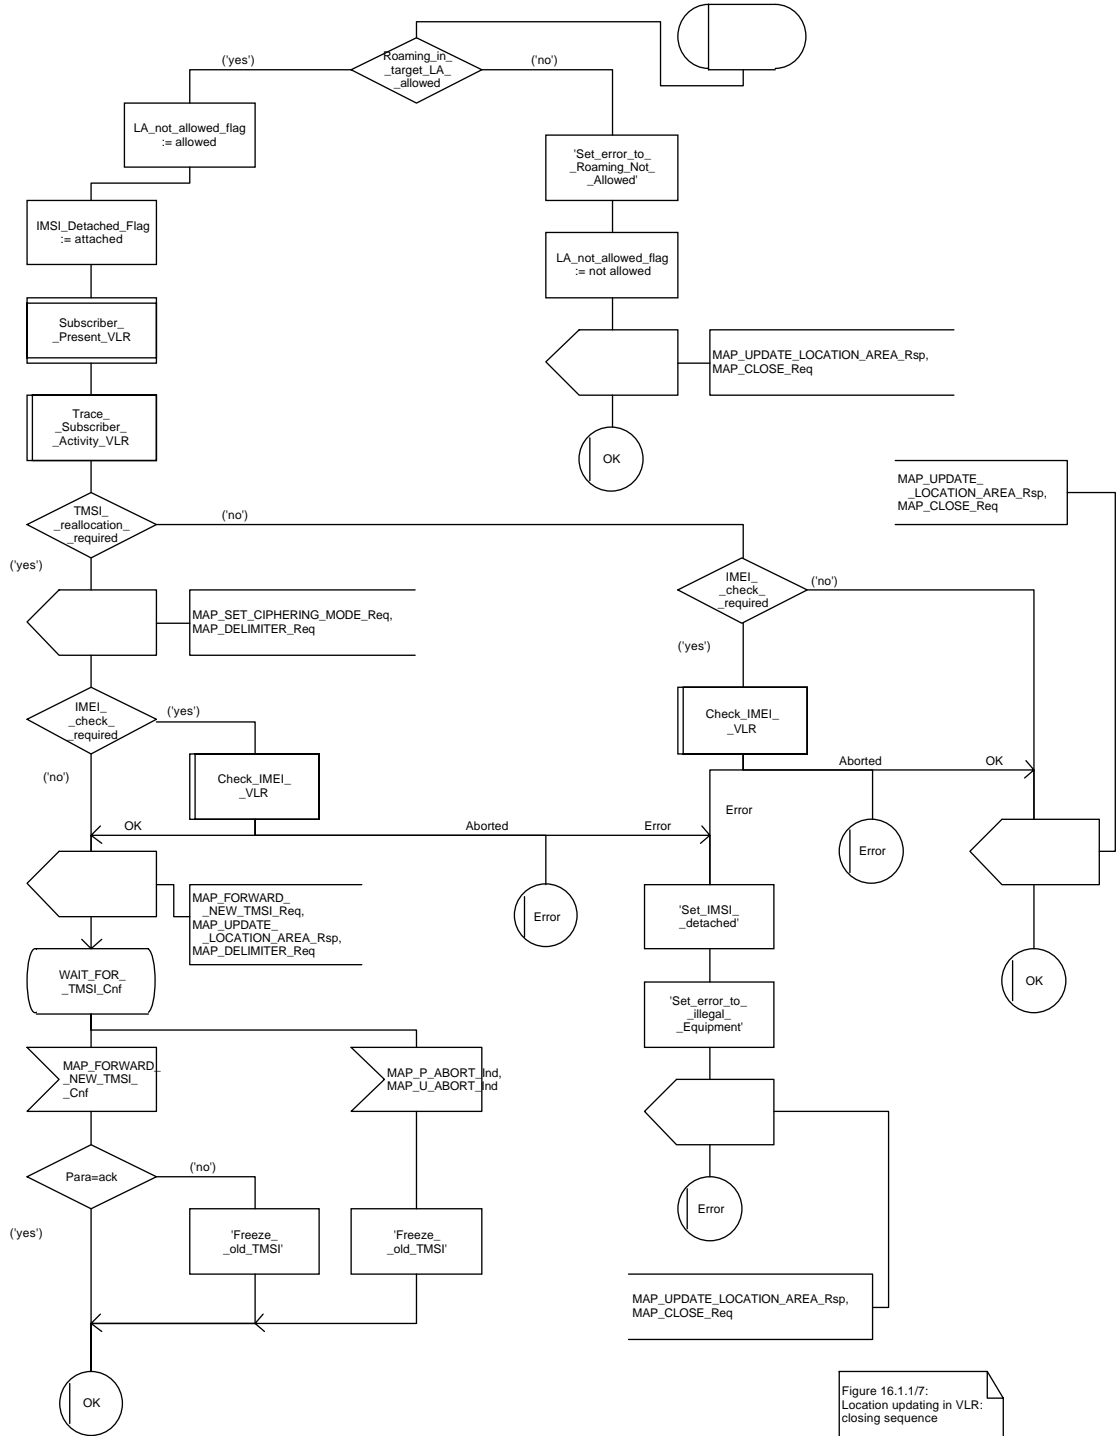 Roaming_in_
_target_LA_
_allowed
('yes')
('no')
LA_not_allowed_flag
:= allowed
'Set_error_to_
_Roaming_Not_
_Allowed'
IMSI_Detached_Flag
:= attached
LA_not_allowed_flag
:= not allowed
Subscriber_
_Present_VLR
MAP_UPDATE_LOCATION_AREA_Rsp,
MAP_CLOSE_Req
Trace_
_Subscriber_
_Activity_VLR
OK
MAP_UPDATE_
_LOCATION_AREA_Rsp,
MAP_CLOSE_Req
TMSI_
_reallocation_
_required
('no')
('yes')
IMEI_
_check_
_required
('no')
('yes')
MAP_SET_CIPHERING_MODE_Req,
MAP_DELIMITER_Req
IMEI_
_check_
_required
('yes')
('no')
Check_IMEI_
_VLR
Check_IMEI_
_VLR
Aborted
OK
Error
OK
Aborted
Error
Error
MAP_FORWARD_
_NEW_TMSI_Req,
MAP_UPDATE_
_LOCATION_AREA_Rsp,
MAP_DELIMITER_Req
Error
'Set_IMSI_
_detached'
WAIT_FOR_
_TMSI_Cnf
OK
'Set_error_to_
_illegal_
_Equipment'
MAP_FORWARD_
_NEW_TMSI_
_Cnf
MAP_P_ABORT_Ind,
MAP_U_ABORT_Ind
Para=ack
('no')
('yes')
Error
'Freeze_
_old_TMSI'
'Freeze_
_old_TMSI'
MAP_UPDATE_LOCATION_AREA_Rsp,
MAP_CLOSE_Req
OK
Figure 16.1.1/7:
Location updating in VLR:
closing sequence